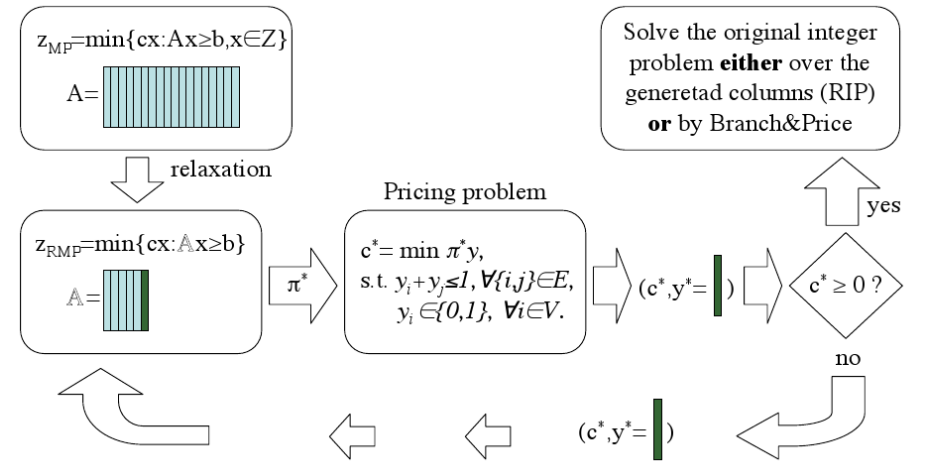 z_MP=min{cx:Ax≥b,x∈Z}
A=
relaxation
z_RMP=min{cx:𝔸x≥b}
𝔸=
π*
Pricing problem
c*= min π*y,
s.t. y_i+y_j≤1,∀{i,j}∈E,
y_i ∈{0,1}, ∀i∈V.
(c*,y*= )
c* ≥ 0 ?
yes
Solve the original integer
problem either over the
generetad columns (RIP)
or by Branch&Price
no
(c*,y*= )